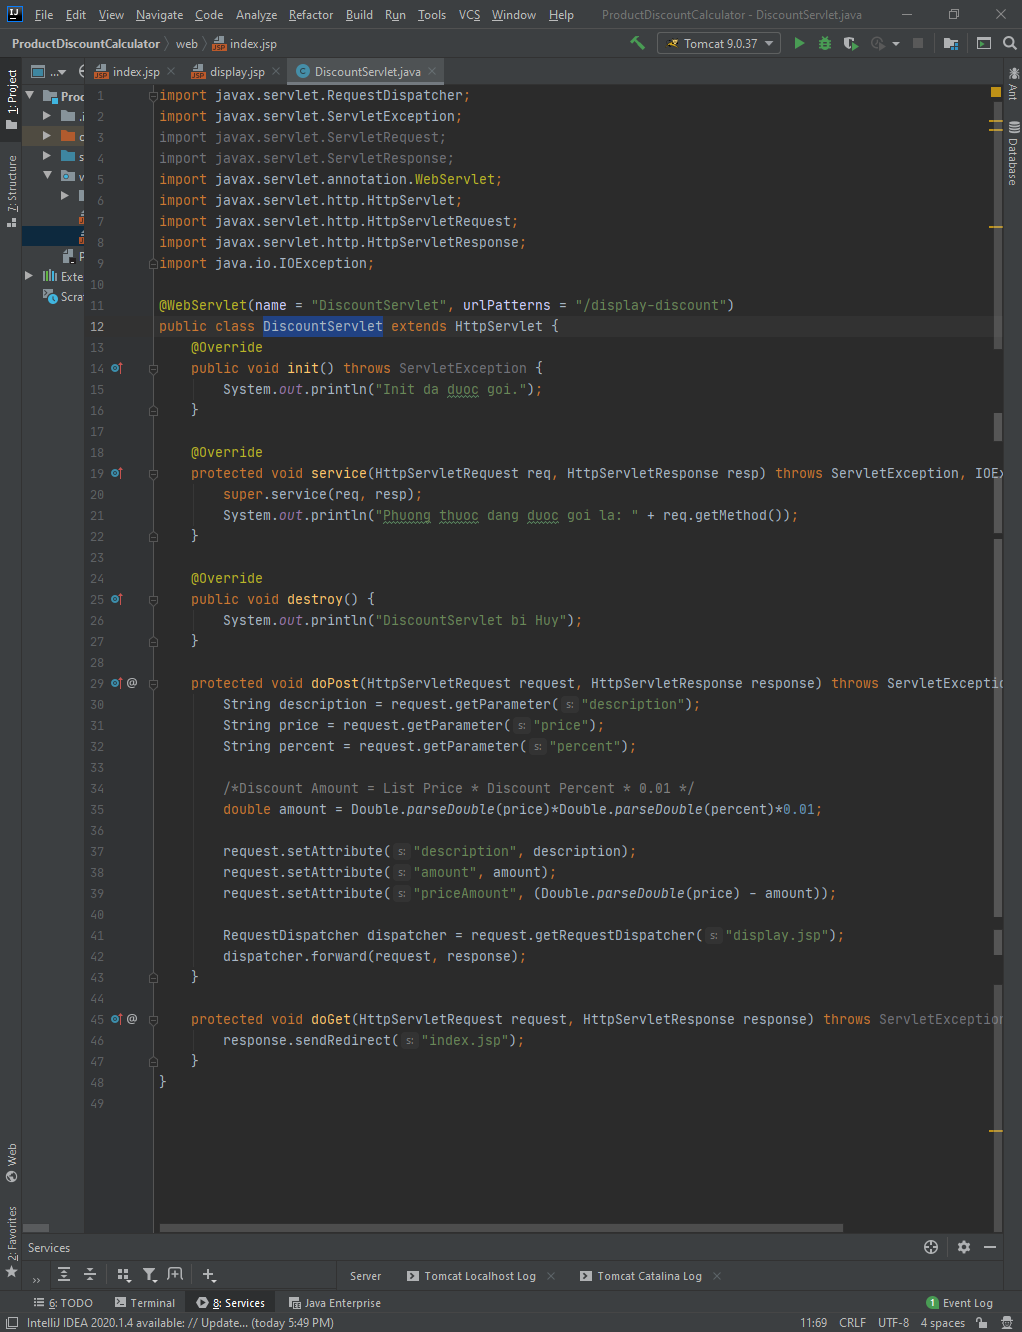 File Edit View Navigate Code Analyze Refactor Build Run Tools VCS Window Help ProductDiscountCalculator - DiscountServlet.java
ProductDiscountCalculator web index.jsp Tomcat 9.0.37
1: Project
7: Structure
Web
2: Favorites
Ant
Database
... index.jsp display.jsp DiscountServlet.java
Proc
.i
c
s
w
P
Exte
Scra
1 import javax.servlet.RequestDispatcher;
2 import javax.servlet.ServletException;
3 import javax.servlet.ServletRequest;
4 import javax.servlet.ServletResponse;
5 import javax.servlet.annotation.WebServlet;
6 import javax.servlet.http.HttpServlet;
7 import javax.servlet.http.HttpServletRequest;
8 import javax.servlet.http.HttpServletResponse;
9 import java.io.IOException;
10
11 @WebServlet(name = "DiscountServlet", urlPatterns = "/display-discount")
12 public class DiscountServlet extends HttpServlet {
13 @Override
14 public void init() throws ServletException {
15 System.out.println("Init da duoc goi.");
16 }
17
18 @Override
19 protected void service(HttpServletRequest req, HttpServletResponse resp) throws ServletException, IOEx
20 super.service(req, resp);
21 System.out.println("Phuong thuoc dang duoc goi la: " + req.getMethod());
22 }
23
24 @Override
25 public void destroy() {
26 System.out.println("DiscountServlet bi Huy");
27 }
28
29 @ protected void doPost(HttpServletRequest request, HttpServletResponse response) throws ServletExceptio
30 String description = request.getParameter( s: "description");
31 String price = request.getParameter( s: "price");
32 String percent = request.getParameter( s: "percent");
33
34 /*Discount Amount = List Price * Discount Percent * 0.01 */
35 double amount = Double.parseDouble(price)*Double.parseDouble(percent)*0.01;
36
37 request.setAttribute( s: "description", description);
38 request.setAttribute( s: "amount", amount);
39 request.setAttribute( s: "priceAmount", (Double.parseDouble(price) - amount));
40
41 RequestDispatcher dispatcher = request.getRequestDispatcher( s: "display.jsp");
42 dispatcher.forward(request, response);
43 }
44
45 @ protected void doGet(HttpServletRequest request, HttpServletResponse response) throws ServletException
46 response.sendRedirect( s: "index.jsp");
47 }
48 }
49
Services
» Server Tomcat Localhost Log Tomcat Catalina Log
6: TODO Terminal 8: Services Java Enterprise 1 Event Log
IntelliJ IDEA 2020.1.4 available: // Update... (today 5:49 PM) 11:69 CRLF UTF-8 4 spaces